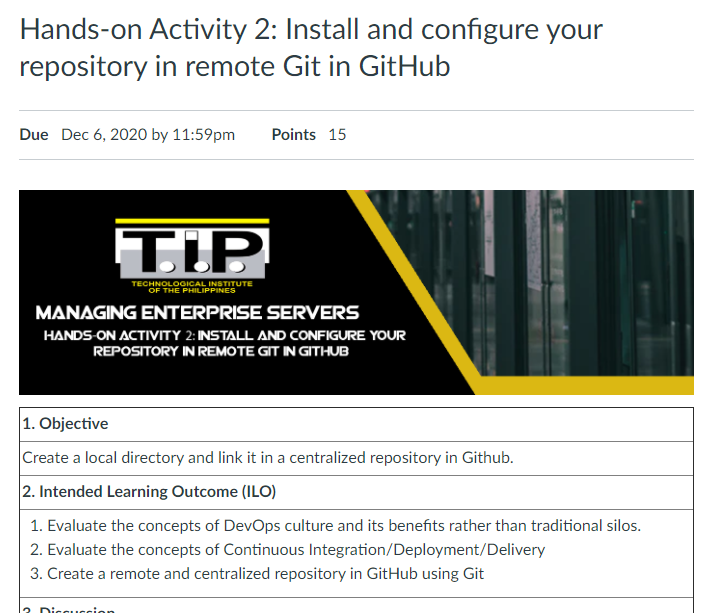 Hands-on Activity 2: Install and configure your
repository in remote Git in GitHub
Due Dec 6, 2020 by 11:59pm Points 15
T.I.P.
TECHNOLOGICAL INSTITUTE
OF THE PHILIPPINES
MANAGING ENTERPRISE SERVERS
HANDS-ON ACTIVITY 2: INSTALL AND CONFIGURE YOUR
REPOSITORY IN REMOTE GIT IN GITHUB
1. Objective
Create a local directory and link it in a centralized repository in Github.
2. Intended Learning Outcome (ILO)
1. Evaluate the concepts of DevOps culture and its benefits rather than traditional silos.
2. Evaluate the concepts of Continuous Integration/Deployment/Delivery
3. Create a remote and centralized repository in GitHub using Git
3. Discussion